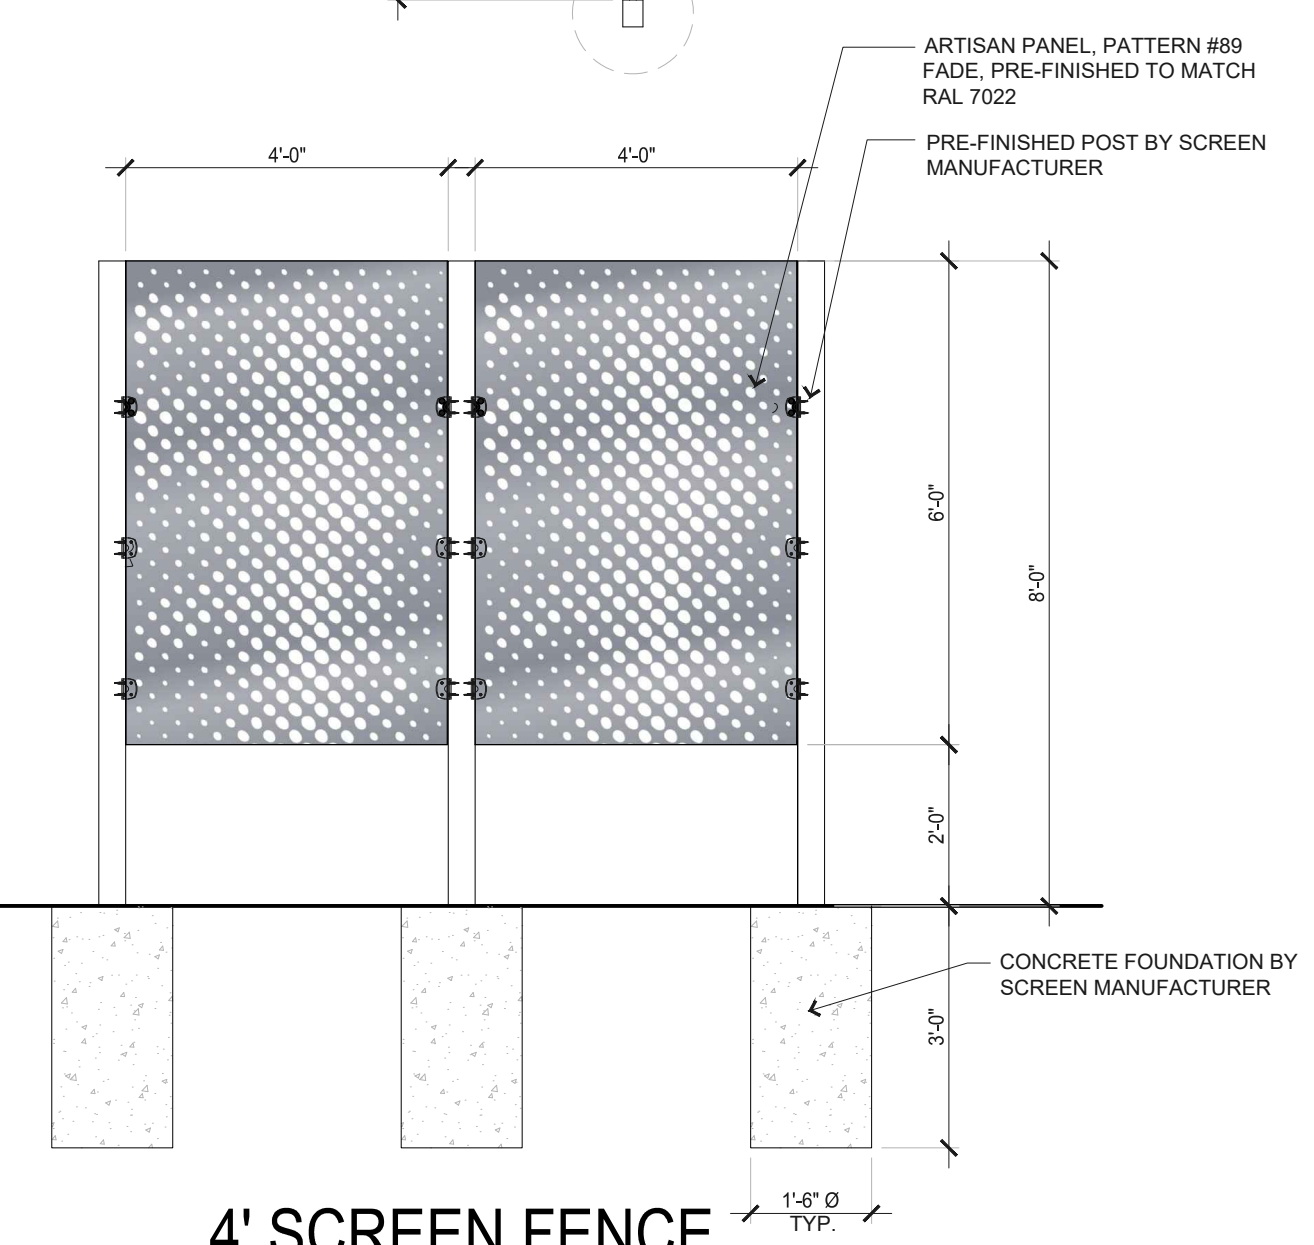 ARTISAN PANEL, PATTERN #89
FADE, PRE-FINISHED TO MATCH
RAL 7022
PRE-FINISHED POST BY SCREEN
MANUFACTURER
4'-0"
4'-0"
6'-0"
8'-0"
2'-0"
CONCRETE FOUNDATION BY
SCREEN MANUFACTURER
3'-0"
1'-6" Ø
TYP.
4' SCREEN FENCE